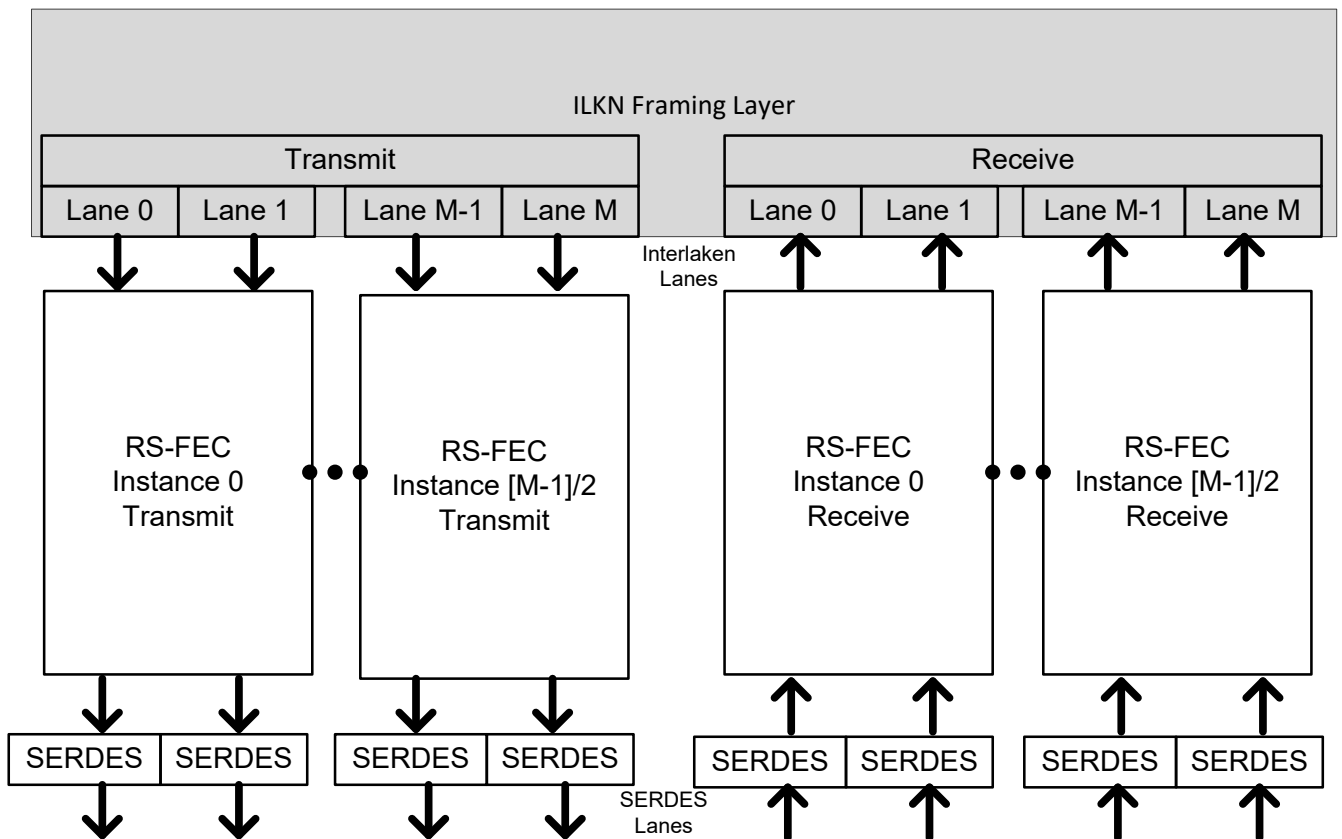 ILKN Framing Layer
Transmit
Receive
Lane 0
Lane 1
Lane M-1
Lane M
Lane 0
Lane 1
Lane M-1
Lane M
Interlaken
Lanes
RS-FEC
Instance 0
Transmit
RS-FEC
Instance [M-1]/2
Transmit
RS-FEC
Instance 0
Receive
RS-FEC
Instance [M-1]/2
Receive
SERDES
SERDES
SERDES
SERDES
SERDES
SERDES
SERDES
SERDES
SERDES
Lanes